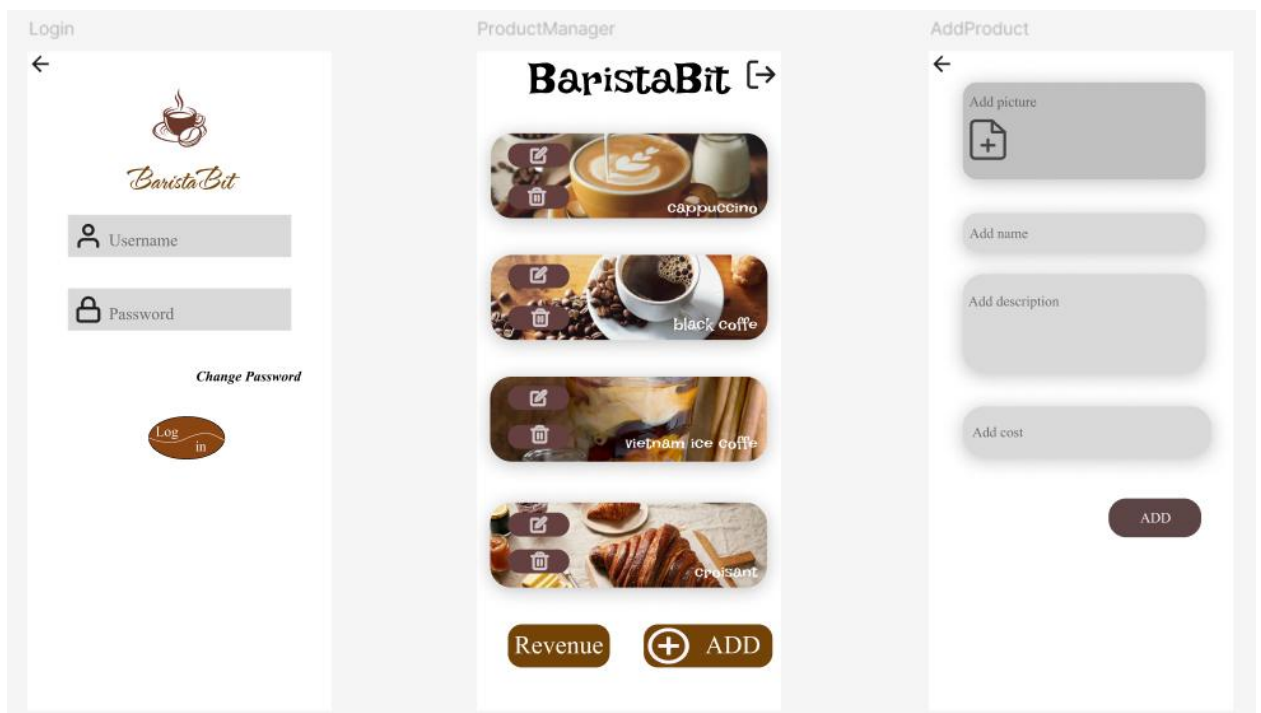 Login
BaristaBit
Username
Password
Change Password
Log
in
ProductManager
BaristaBit
cappuccino
black coffe
vietnam ice coffe
croisant
Revenue
ADD
AddProduct
Add picture
Add name
Add description
Add cost
ADD